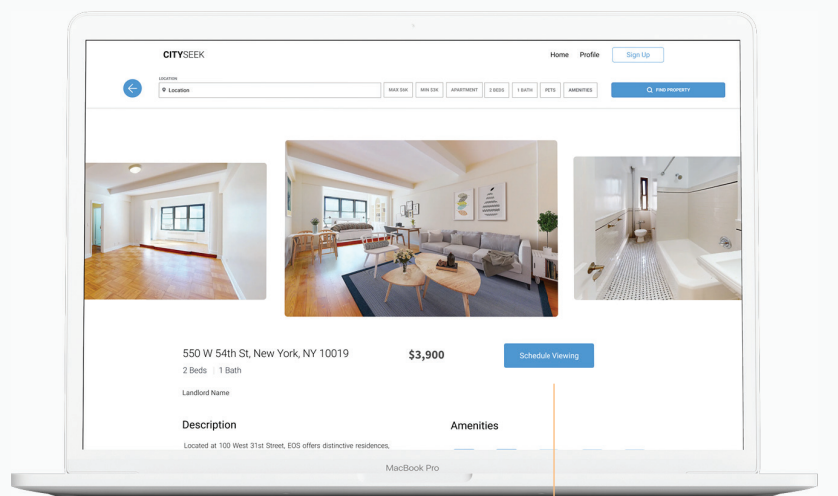 CITYSEEK
Home Profile Sign Up
LOCATION
Location
MAX $6K MIN $3K APARTMENT 2 BEDS 1 BATH PETS AMENITIES FIND PROPERTY
550 W 54th St, New York, NY 10019
$3,900
Schedule Viewing
2 Beds | 1 Bath
Landlord Name
Description
Amenities
Located at 100 West 31st Street, EOS offers distinctive residences,
MacBook Pro